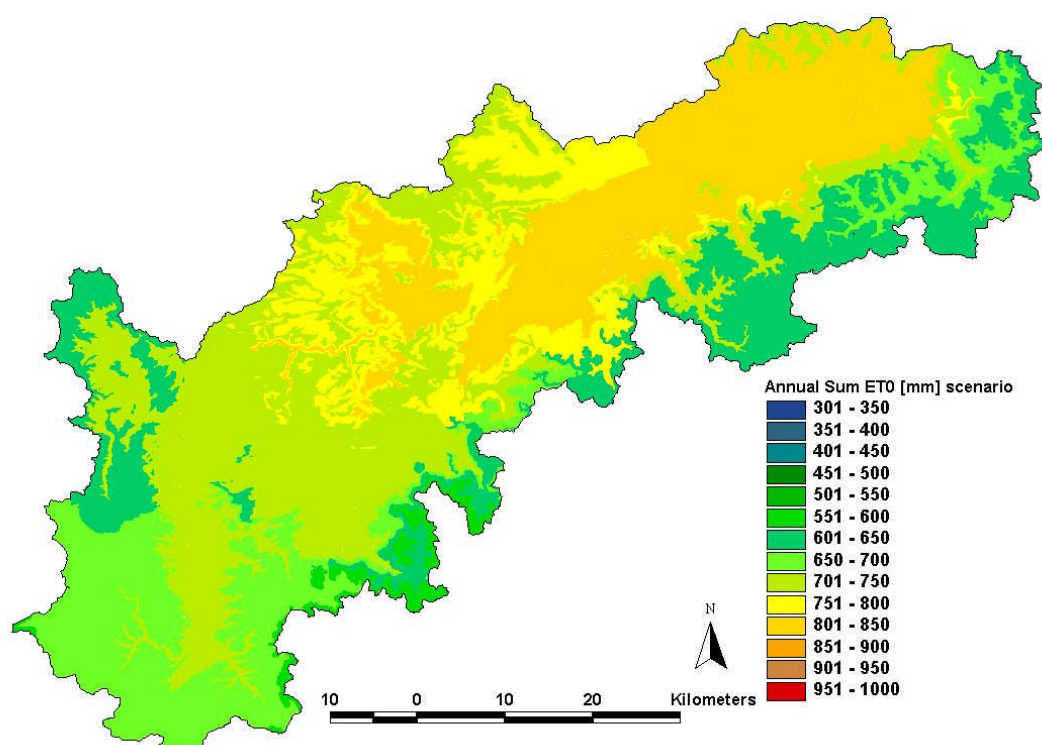 Annual Sum ET0 [mm] scenario
301 - 350
351 - 400
401 - 450
451 - 500
501 - 550
551 - 600
601 - 650
650 - 700
701 - 750
751 - 800
801 - 850
851 - 900
901 - 950
951 - 1000
N
10 0 10 20 Kilometers